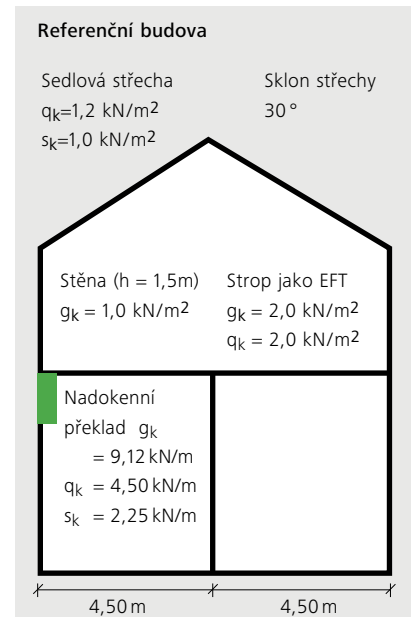 Referenční budova
Sedlová střecha
qk=1,2 kN/m2
sk=1,0 kN/m2
Sklon střechy
30°
Stěna (h = 1,5m)
gk = 1,0 kN/m2
Strop jako EFT
gk = 2,0 kN/m2
qk = 2,0 kN/m2
Nadokenní
překlad gk
= 9,12 kN/m
qk = 4,50 kN/m
sk = 2,25 kN/m
4,50 m
4,50 m